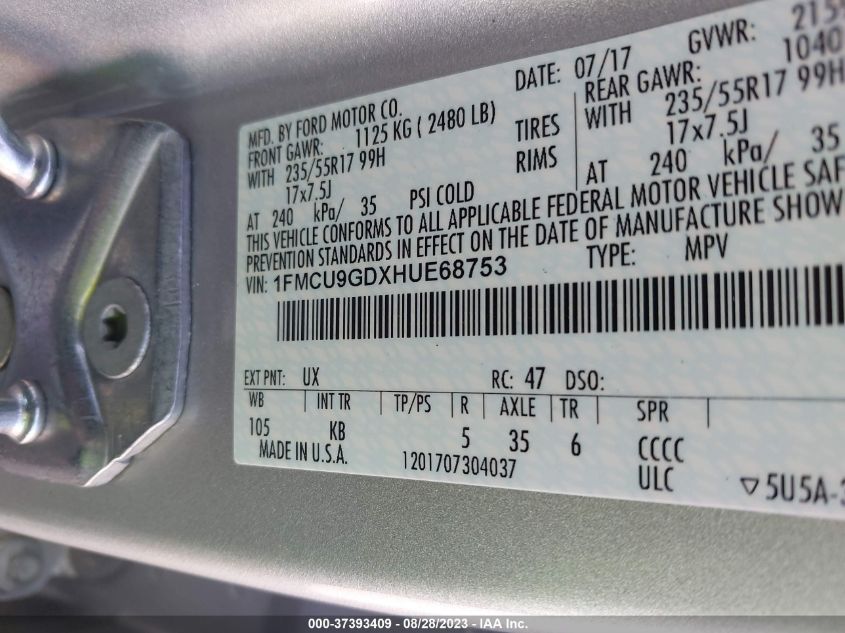 MFD. BY FORD MOTOR CO. DATE: 07/17 GVWR:
FRONT GAWR: 1125 KG ( 2480 LB) REAR GAWR: 1040
WITH 235/55R17 99H TIRES WITH 235/55R17 99H
17x7.5J RIMS 17x7.5J
AT 240 kPa/ 35 PSI COLD AT 240 kPa/ 35
THIS VEHICLE CONFORMS TO ALL APPLICABLE FEDERAL MOTOR VEHICLE SAF
PREVENTION STANDARDS IN EFFECT ON THE DATE OF MANUFACTURE SHOW
VIN: 1FMCU9GDXHUE68753 TYPE: MPV
EXT PNT: UX RC: 47 DSO:
WB INT TR TP/PS R AXLE TR SPR
105 KB 5 35 6 CCCC
MADE IN U.S.A. 1201707304037 ULC ▽5U5A-3
000-37393409 - 08/28/2023 - IAA Inc.